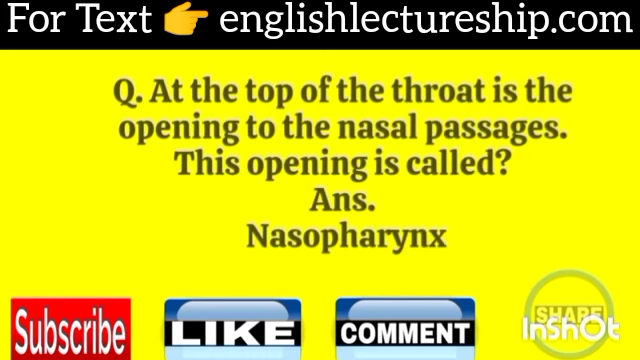 For Text 👉 englishlectureship.com
Q. At the top of the throat is the
opening to the nasal passages.
This opening is called?
Ans.
Nasopharynx
Subscribe
LIKE
COMMENT
SHARE
InShOt